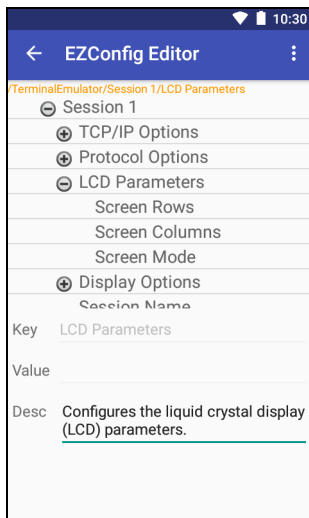 10:30
EZConfig Editor
/TerminalEmulator/Session 1/LCD Parameters
Session 1
TCP/IP Options
Protocol Options
LCD Parameters
Screen Rows
Screen Columns
Screen Mode
Display Options
Session Name
Key LCD Parameters
Value
Desc Configures the liquid crystal display
(LCD) parameters.